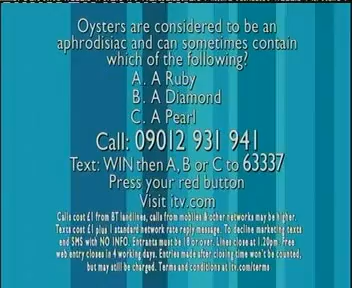 Oysters are considered to be an
aphrodisiac and can sometimes contain
which of the following?
A. A Ruby
B. A Diamond
C. A Pearl
Call: 09012 931 941
Text: WIN then A, B or C to 63337
Press your red button
Visit itv.com
Calls cost £1 from BT landlines, calls from mobiles & other networks may be higher.
Texts cost £1 plus 1 standard network rate reply message. To decline marketing texts
end SMS with NO INFO. Entrants must be 18 or over. Lines close at 1.20pm. Free
web entry closes in 4 working days. Entries made after closing time won't be counted,
but may still be charged. Terms and conditions at itv.com/terms